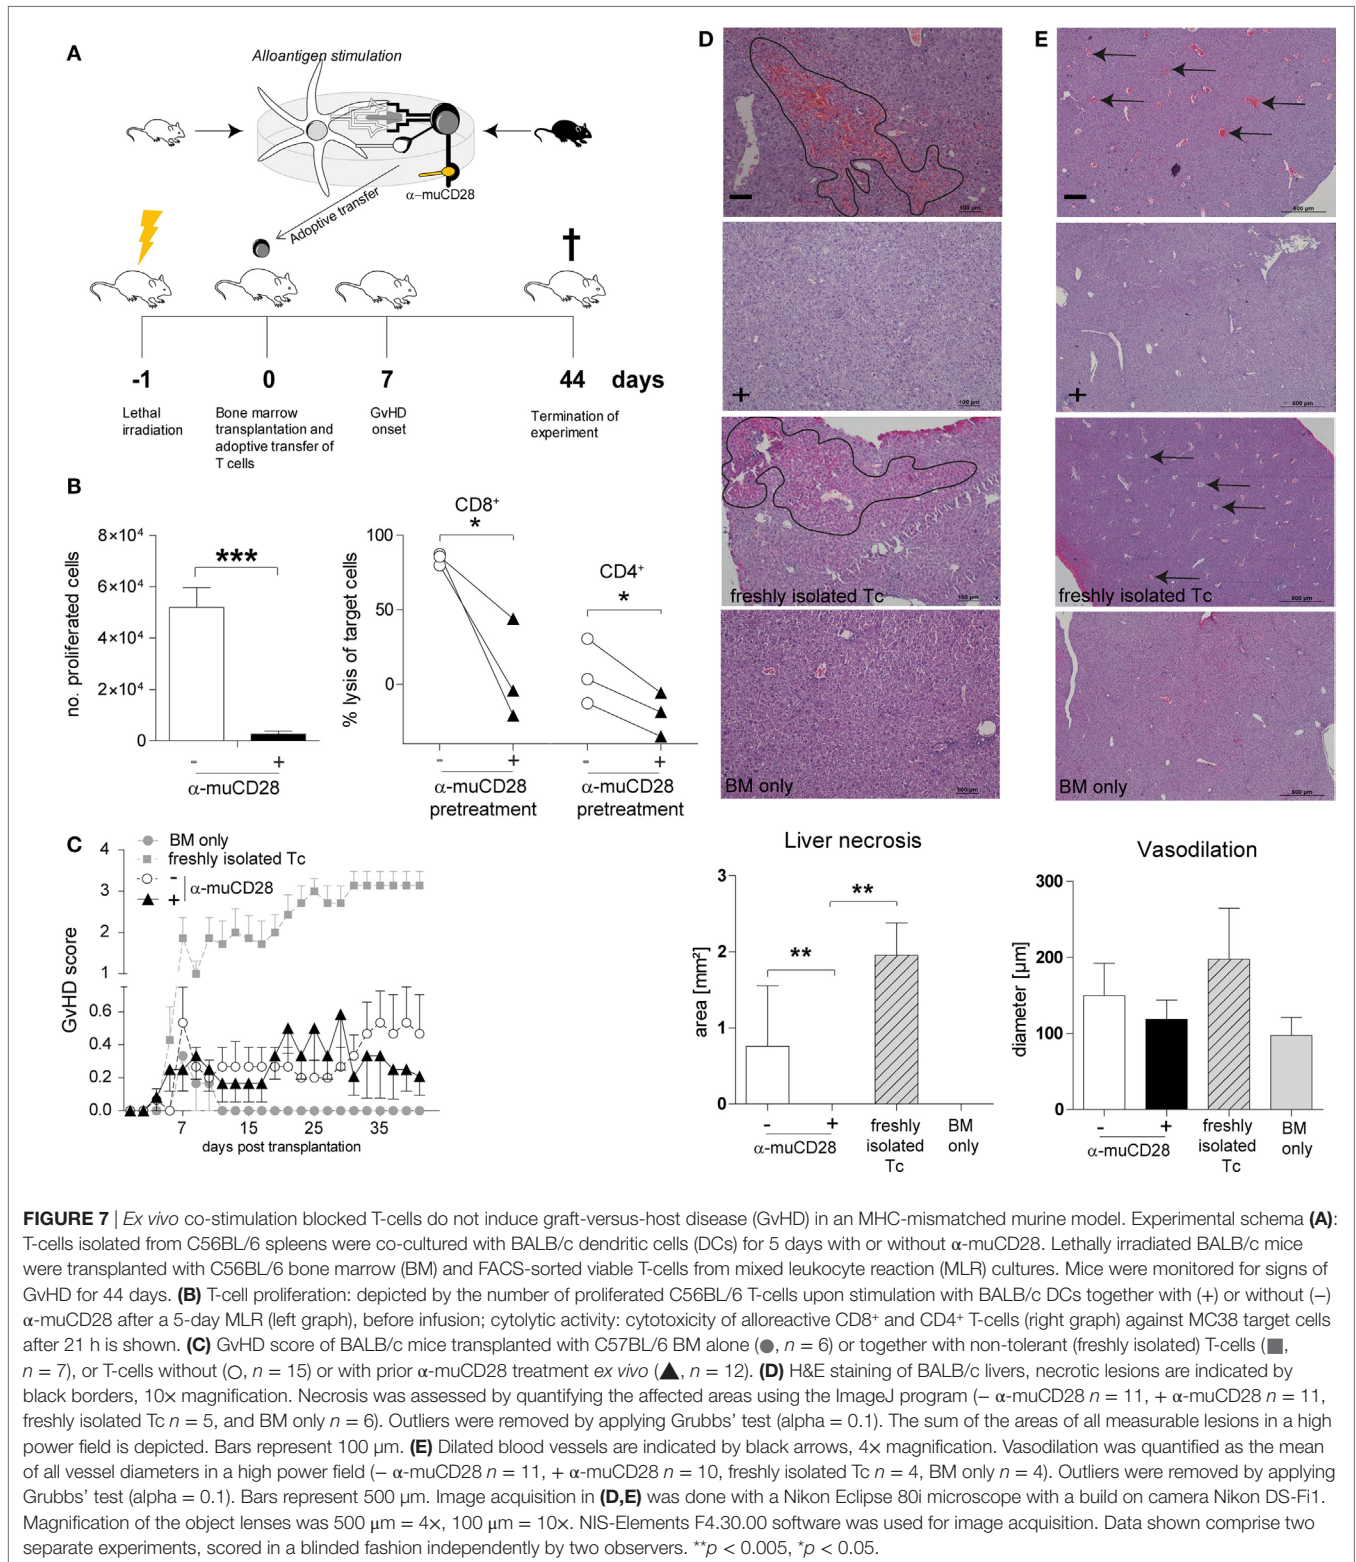 A
Alloantigen stimulation
α-muCD28
Adoptive transfer
-1
0
7
44
days
Lethal
irradiation
Bone marrow
transplantation and
adoptive transfer of
T cells
GvHD
onset
Termination of
experiment
B
no. proliferated cells
8×10⁴
6×10⁴
4×10⁴
2×10⁴
0
***
- +
α-muCD28
% lysis of target cells
100
50
0
CD8⁺
*
CD4⁺
*
- + - +
α-muCD28 α-muCD28
pretreatment pretreatment
C
BM only
freshly isolated Tc
- α-muCD28
+
GvHD score
4
3
2
1
0.6
0.4
0.2
0.0
7 15 25 35
days post transplantation
D
−
100 µm
+
100 µm
freshly isolated Tc
100 µm
BM only
100 µm
Liver necrosis
area [mm²]
3
2
1
0
**
**
- + freshly BM
α-muCD28 isolated only
Tc
E
−
500 µm
+
500 µm
freshly isolated Tc
500 µm
BM only
500 µm
Vasodilation
diameter [µm]
300
200
100
0
- + freshly BM
α-muCD28 isolated only
Tc
FIGURE 7 | Ex vivo co-stimulation blocked T-cells do not induce graft-versus-host disease (GvHD) in an MHC-mismatched murine model. Experimental schema (A):
T-cells isolated from C56BL/6 spleens were co-cultured with BALB/c dendritic cells (DCs) for 5 days with or without α-muCD28. Lethally irradiated BALB/c mice
were transplanted with C56BL/6 bone marrow (BM) and FACS-sorted viable T-cells from mixed leukocyte reaction (MLR) cultures. Mice were monitored for signs of
GvHD for 44 days. (B) T-cell proliferation: depicted by the number of proliferated C56BL/6 T-cells upon stimulation with BALB/c DCs together with (+) or without (−)
α-muCD28 after a 5-day MLR (left graph), before infusion; cytolytic activity: cytotoxicity of alloreactive CD8⁺ and CD4⁺ T-cells (right graph) against MC38 target cells
after 21 h is shown. (C) GvHD score of BALB/c mice transplanted with C57BL/6 BM alone (●, n = 6) or together with non-tolerant (freshly isolated) T-cells (■,
n = 7), or T-cells without (○, n = 15) or with prior α-muCD28 treatment ex vivo (▲, n = 12). (D) H&E staining of BALB/c livers, necrotic lesions are indicated by
black borders, 10× magnification. Necrosis was assessed by quantifying the affected areas using the ImageJ program (− α-muCD28 n = 11, + α-muCD28 n = 11,
freshly isolated Tc n = 5, and BM only n = 6). Outliers were removed by applying Grubbs' test (alpha = 0.1). The sum of the areas of all measurable lesions in a high
power field is depicted. Bars represent 100 µm. (E) Dilated blood vessels are indicated by black arrows, 4× magnification. Vasodilation was quantified as the mean
of all vessel diameters in a high power field (− α-muCD28 n = 11, + α-muCD28 n = 10, freshly isolated Tc n = 4, BM only n = 4). Outliers were removed by applying
Grubbs' test (alpha = 0.1). Bars represent 500 µm. Image acquisition in (D,E) was done with a Nikon Eclipse 80i microscope with a build on camera Nikon DS-Fi1.
Magnification of the object lenses was 500 µm = 4×, 100 µm = 10×. NIS-Elements F4.30.00 software was used for image acquisition. Data shown comprise two
separate experiments, scored in a blinded fashion independently by two observers. **p < 0.005, *p < 0.05.